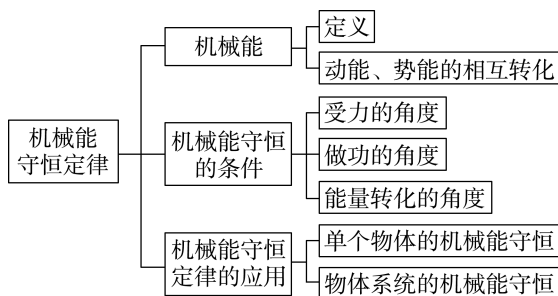 机械能
守恒定律
机械能
定义
动能、势能的相互转化
机械能守恒
的条件
受力的角度
做功的角度
能量转化的角度
机械能守恒
定律的应用
单个物体的机械能守恒
物体系统的机械能守恒